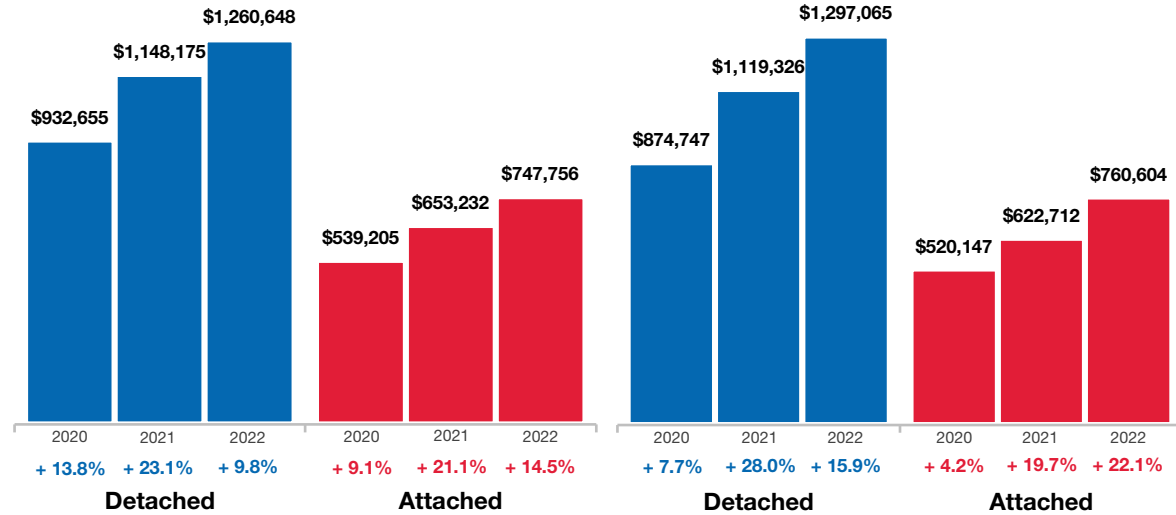 $932,655
$1,148,175
$1,260,648
$539,205
$653,232
$747,756
2020 2021 2022 2020 2021 2022
+ 13.8% + 23.1% + 9.8% + 9.1% + 21.1% + 14.5%
Detached Attached
$874,747
$1,119,326
$1,297,065
$520,147
$622,712
$760,604
2020 2021 2022 2020 2021 2022
+ 7.7% + 28.0% + 15.9% + 4.2% + 19.7% + 22.1%
Detached Attached